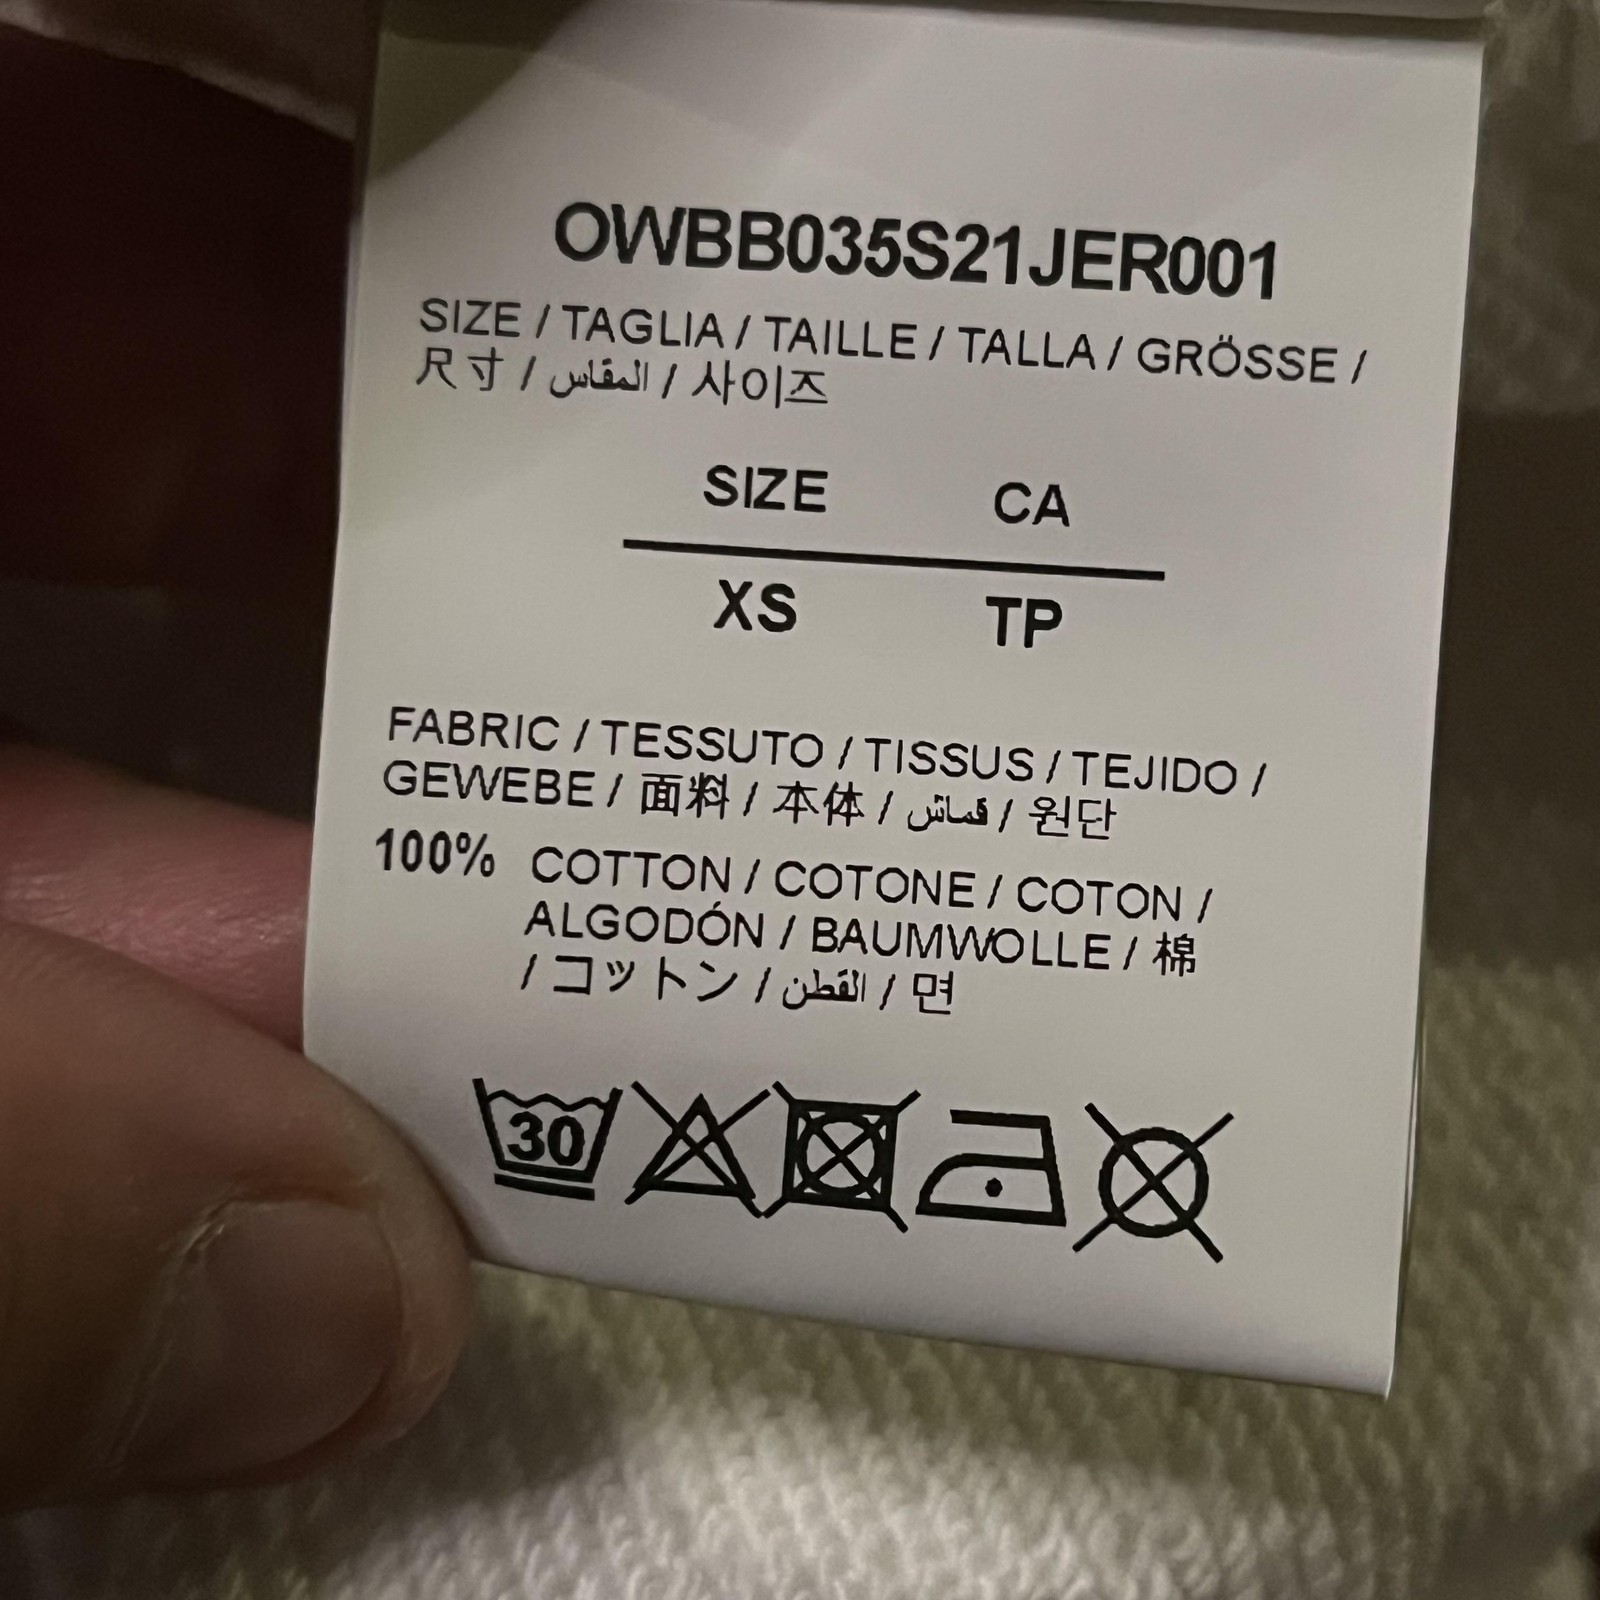 OWBB035S21JER001
SIZE / TAGLIA / TAILLE / TALLA / GRÖSSE /
尺寸 / المقاس / 사이즈
SIZE CA
XS TP
FABRIC / TESSUTO / TISSUS / TEJIDO /
GEWEBE / 面料 / 本体 / قماش / 원단
100% COTTON / COTONE / COTON /
ALGODÓN / BAUMWOLLE / 棉
/ コットン / القطن / 면
30